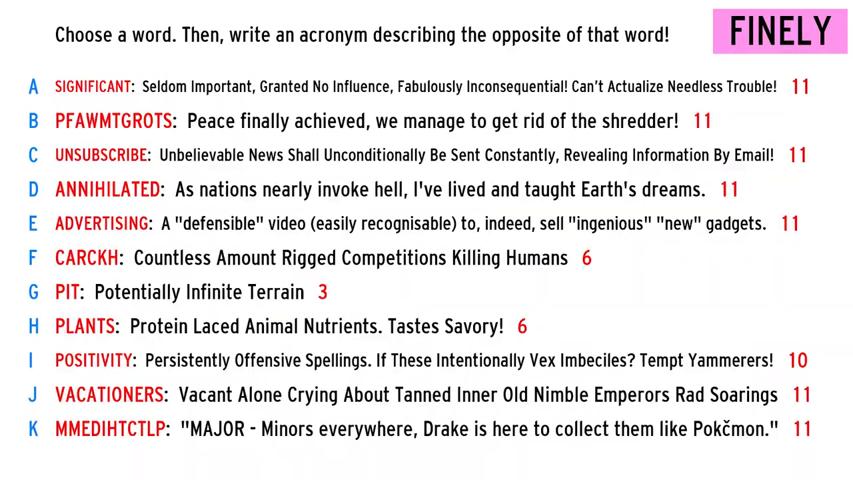 Choose a word. Then, write an acronym describing the opposite of that word! FINELY
A SIGNIFICANT: Seldom Important, Granted No Influence, Fabulously Inconsequential! Can't Actualize Needless Trouble! 11
B PFAWMTGROTS: Peace finally achieved, we manage to get rid of the shredder! 11
C UNSUBSCRIBE: Unbelievable News Shall Unconditionally Be Sent Constantly, Revealing Information By Email! 11
D ANNIHILATED: As nations nearly invoke hell, I've lived and taught Earth's dreams. 11
E ADVERTISING: A "defensible" video (easily recognisable) to, indeed, sell "ingenious" "new" gadgets. 11
F CARCKH: Countless Amount Rigged Competitions Killing Humans 6
G PIT: Potentially Infinite Terrain 3
H PLANTS: Protein Laced Animal Nutrients. Tastes Savory! 6
I POSITIVITY: Persistently Offensive Spellings. If These Intentionally Vex Imbeciles? Tempt Yammerers! 10
J VACATIONERS: Vacant Alone Crying About Tanned Inner Old Nimble Emperors Rad Soarings 11
K MMEDIHTCTLP: "MAJOR - Minors everywhere, Drake is here to collect them like Pokčmon." 11